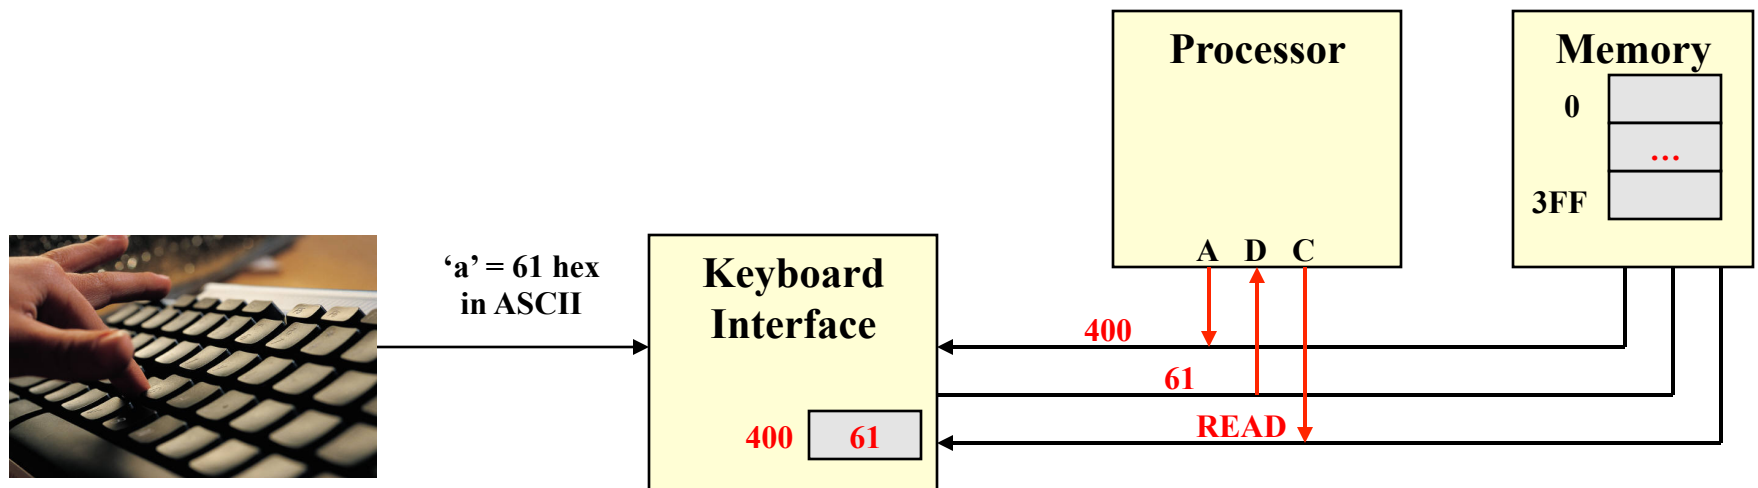 ‘a’ = 61 hex
in ASCII
Keyboard
Interface
400
61
Processor
A D C
400
61
READ
Memory
0
…
3FF